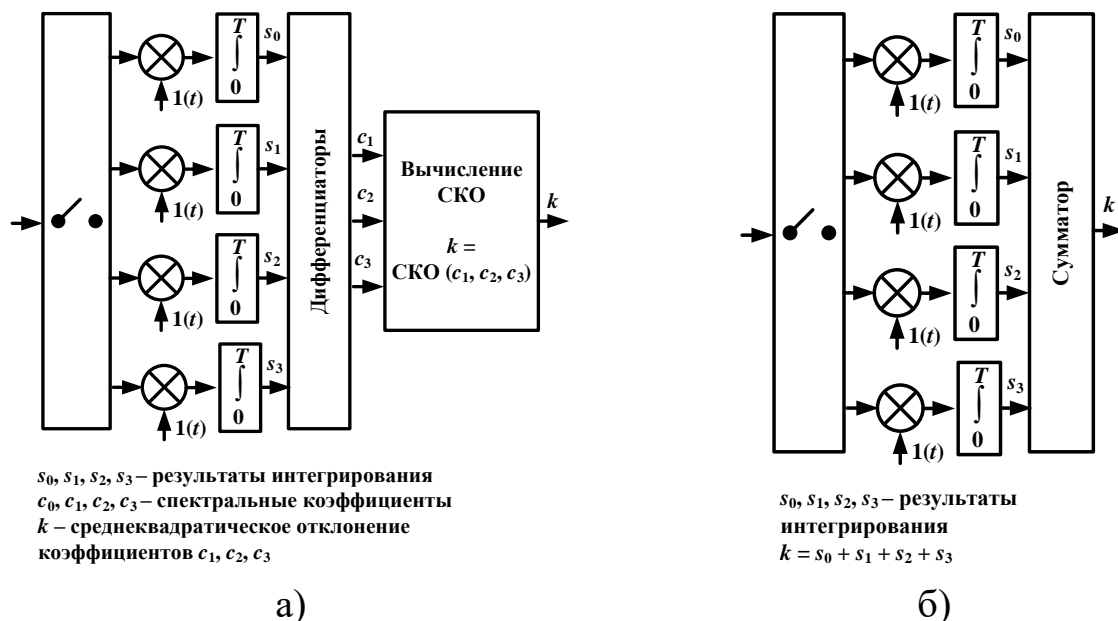 T
∫
0
s0
1(t)
T
∫
0
s1
1(t)
T
∫
0
s2
1(t)
T
∫
0
s3
1(t)
Дифференциаторы
c1
c2
c3
Вычисление
СКО
k =
СКО (c1, c2, c3)
k
s0, s1, s2, s3 – результаты интегрирования
c0, c1, c2, c3 – спектральные коэффициенты
k – среднеквадратическое отклонение
коэффициентов c1, c2, c3
а)
T
∫
0
s0
1(t)
T
∫
0
s1
1(t)
T
∫
0
s2
1(t)
T
∫
0
s3
1(t)
Сумматор
k
s0, s1, s2, s3 – результаты
интегрирования
k = s0 + s1 + s2 + s3
б)